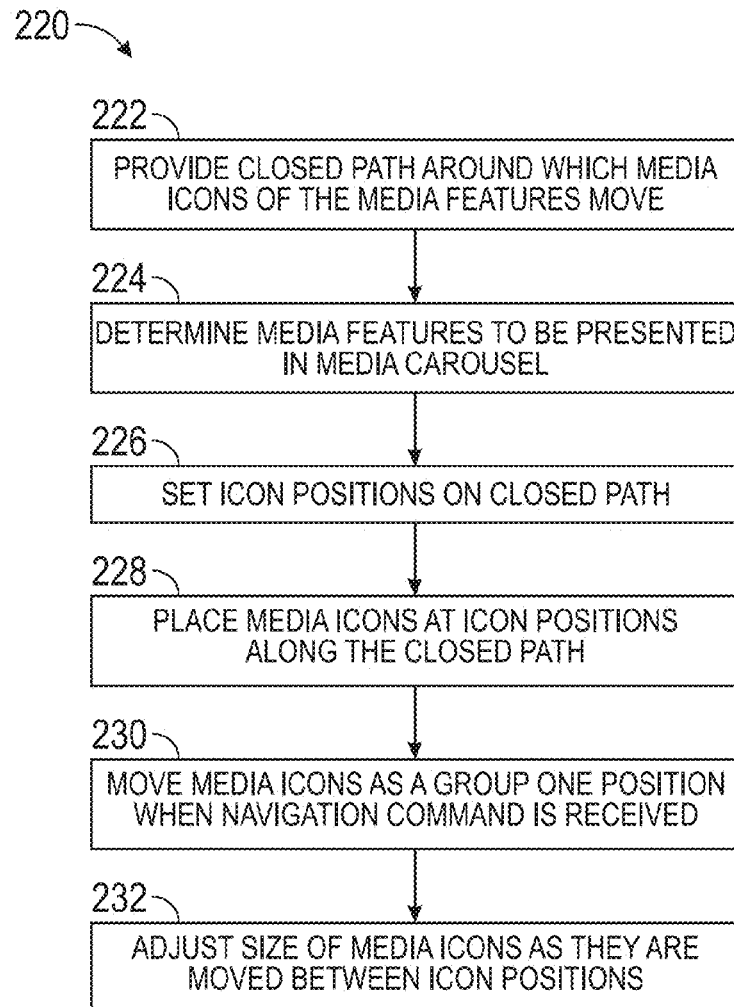 220
222
PROVIDE CLOSED PATH AROUND WHICH MEDIA
ICONS OF THE MEDIA FEATURES MOVE
224
DETERMINE MEDIA FEATURES TO BE PRESENTED
IN MEDIA CAROUSEL
226
SET ICON POSITIONS ON CLOSED PATH
228
PLACE MEDIA ICONS AT ICON POSITIONS
ALONG THE CLOSED PATH
230
MOVE MEDIA ICONS AS A GROUP ONE POSITION
WHEN NAVIGATION COMMAND IS RECEIVED
232
ADJUST SIZE OF MEDIA ICONS AS THEY ARE
MOVED BETWEEN ICON POSITIONS